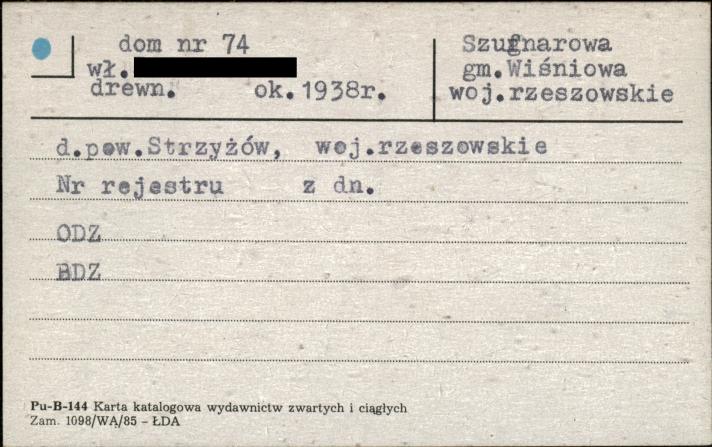 dom nr 74
wł.
drewn. ok.1938r.
Szufnarowa
gm.Wiśniowa
woj.rzeszowskie
d.pow.Strzyżów, woj.rzeszowskie
Nr rejestru z dn.
ODZ
BDZ
Pu-B-144 Karta katalogowa wydawnictw zwartych i ciągłych
Zam. 1098/WA/85 – ŁDA